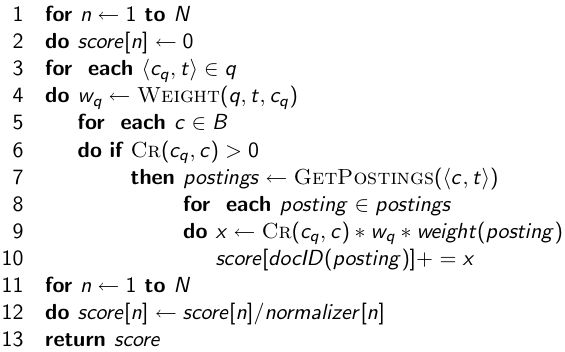 1 for n ← 1 to N
2 do score[n] ← 0
3 for each ⟨c_q, t⟩ ∈ q
4 do w_q ← WEIGHT(q, t, c_q)
5 for each c ∈ B
6 do if CR(c_q, c) > 0
7 then postings ← GETPOSTINGS(⟨c, t⟩)
8 for each posting ∈ postings
9 do x ← CR(c_q, c) ∗ w_q ∗ weight(posting)
10 score[docID(posting)]+ = x
11 for n ← 1 to N
12 do score[n] ← score[n]/normalizer[n]
13 return score